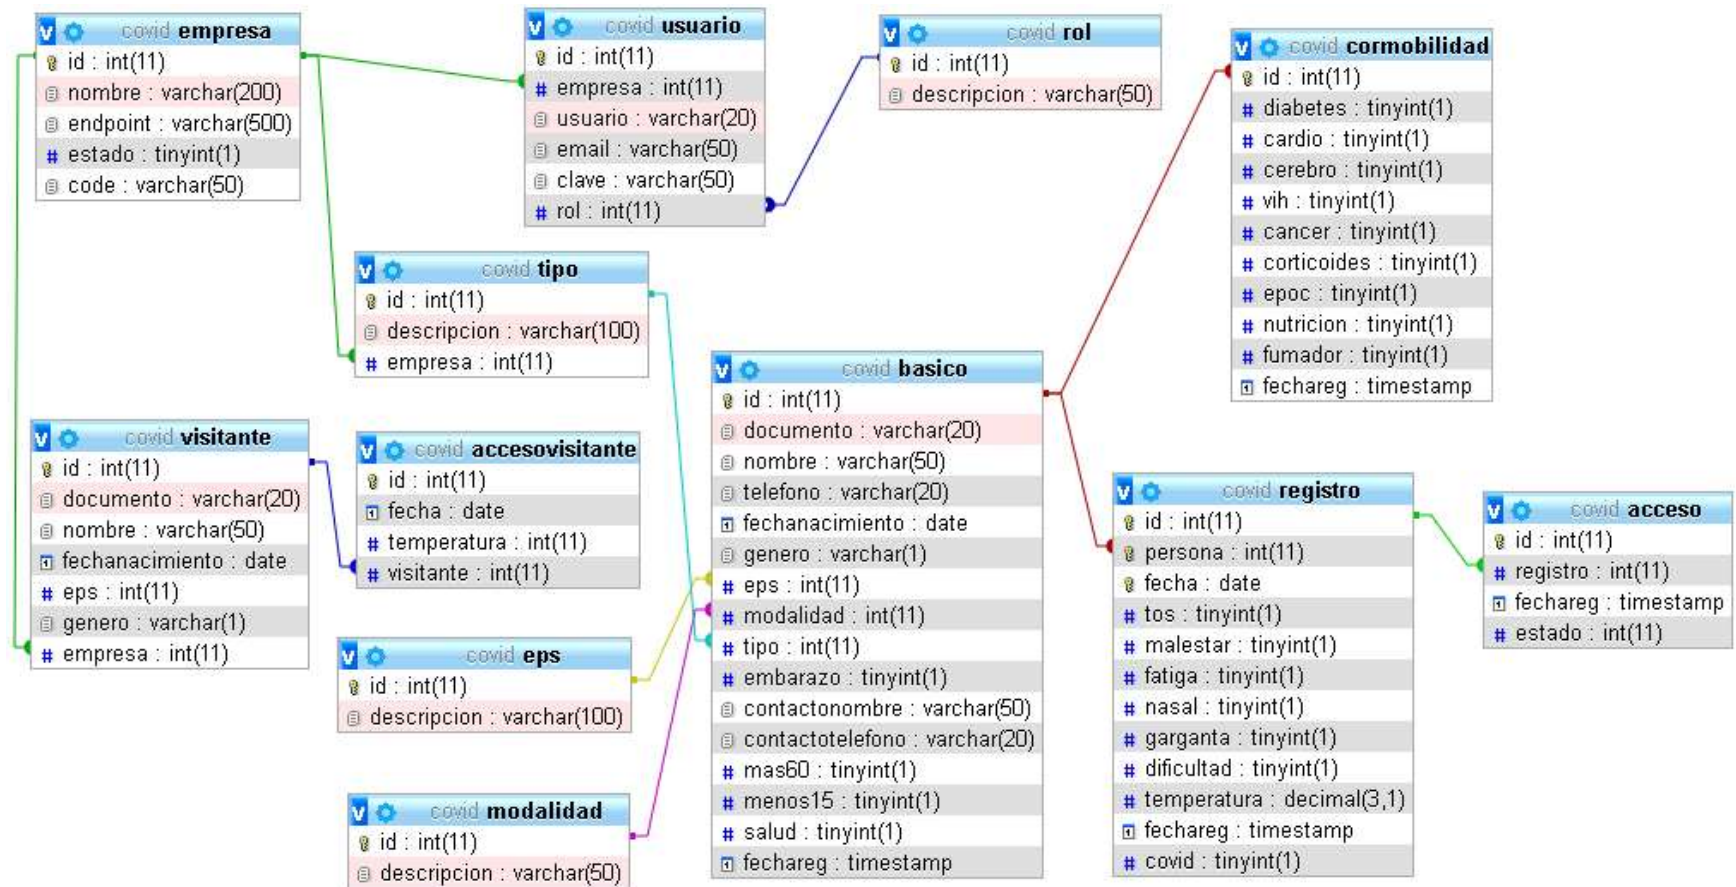 covid empresa
id : int(11)
nombre : varchar(200)
endpoint : varchar(500)
# estado : tinyint(1)
code : varchar(50)
covid usuario
id : int(11)
# empresa : int(11)
usuario : varchar(20)
email : varchar(50)
clave : varchar(50)
# rol : int(11)
covid rol
id : int(11)
descripcion : varchar(50)
covid cormobilidad
id : int(11)
# diabetes : tinyint(1)
# cardio : tinyint(1)
# cerebro : tinyint(1)
# vih : tinyint(1)
# cancer : tinyint(1)
# corticoides : tinyint(1)
# epoc : tinyint(1)
# nutricion : tinyint(1)
# fumador : tinyint(1)
fechareg : timestamp
covid tipo
id : int(11)
descripcion : varchar(100)
# empresa : int(11)
covid visitante
id : int(11)
documento : varchar(20)
nombre : varchar(50)
fechanacimiento : date
# eps : int(11)
genero : varchar(1)
# empresa : int(11)
covid accesovisitante
id : int(11)
fecha : date
# temperatura : int(11)
# visitante : int(11)
covid eps
id : int(11)
descripcion : varchar(100)
covid modalidad
id : int(11)
descripcion : varchar(50)
covid basico
id : int(11)
documento : varchar(20)
nombre : varchar(50)
telefono : varchar(20)
fechanacimiento : date
genero : varchar(1)
# eps : int(11)
# modalidad : int(11)
# tipo : int(11)
# embarazo : tinyint(1)
contactonombre : varchar(50)
contactotelefono : varchar(20)
# mas60 : tinyint(1)
# menos15 : tinyint(1)
# salud : tinyint(1)
fechareg : timestamp
covid registro
id : int(11)
persona : int(11)
fecha : date
# tos : tinyint(1)
# malestar : tinyint(1)
# fatiga : tinyint(1)
# nasal : tinyint(1)
# garganta : tinyint(1)
# dificultad : tinyint(1)
# temperatura : decimal(3,1)
fechareg : timestamp
# covid : tinyint(1)
covid acceso
id : int(11)
# registro : int(11)
fechareg : timestamp
# estado : int(11)